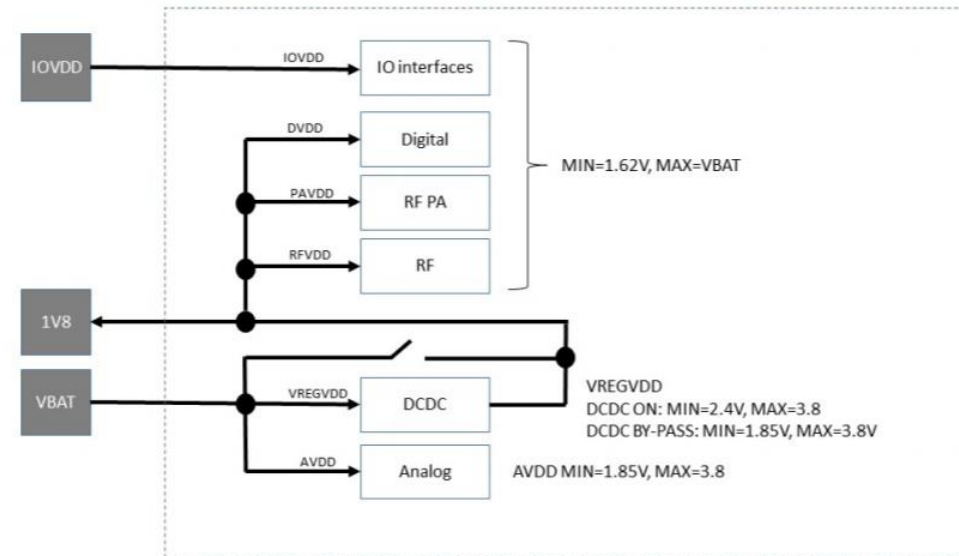 IOVDD
IOVDD
IO interfaces
DVDD
Digital
MIN=1.62V, MAX=VBAT
PAVDD
RF PA
RFVDD
RF
1V8
VBAT
VREGVDD
DCDC
VREGVDD
DCDC ON: MIN=2.4V, MAX=3.8
DCDC BY-PASS: MIN=1.85V, MAX=3.8V
AVDD
Analog
AVDD MIN=1.85V, MAX=3.8